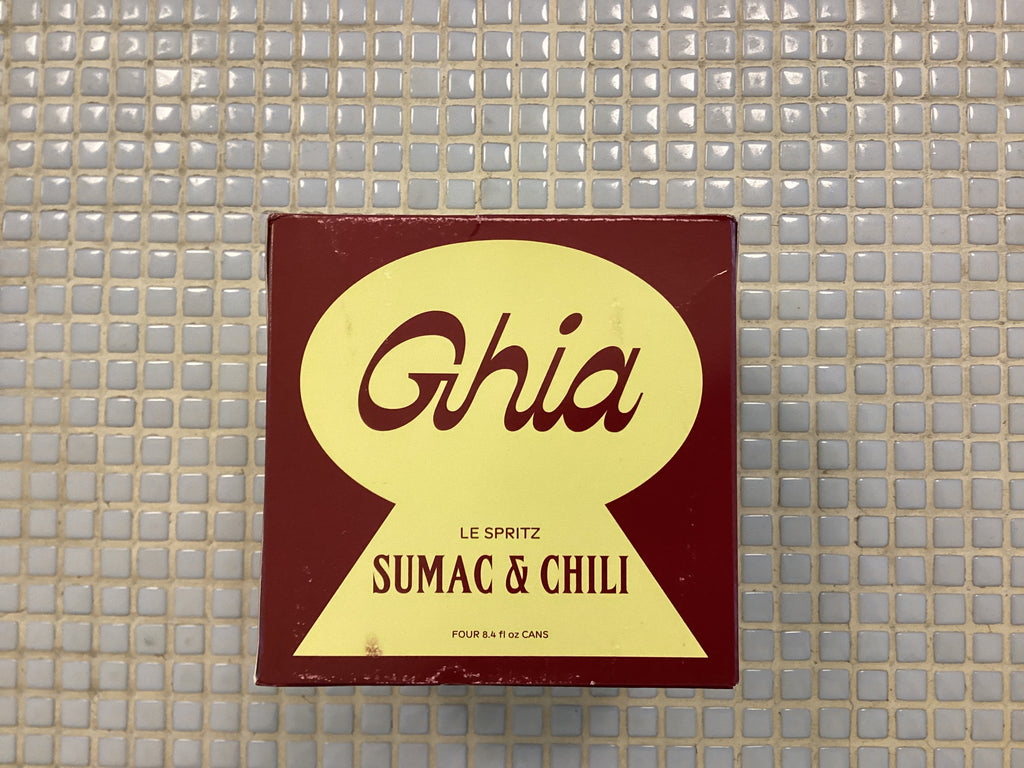 Ghia
LE SPRITZ
SUMAC & CHILI
FOUR 8.4 fl oz CANS